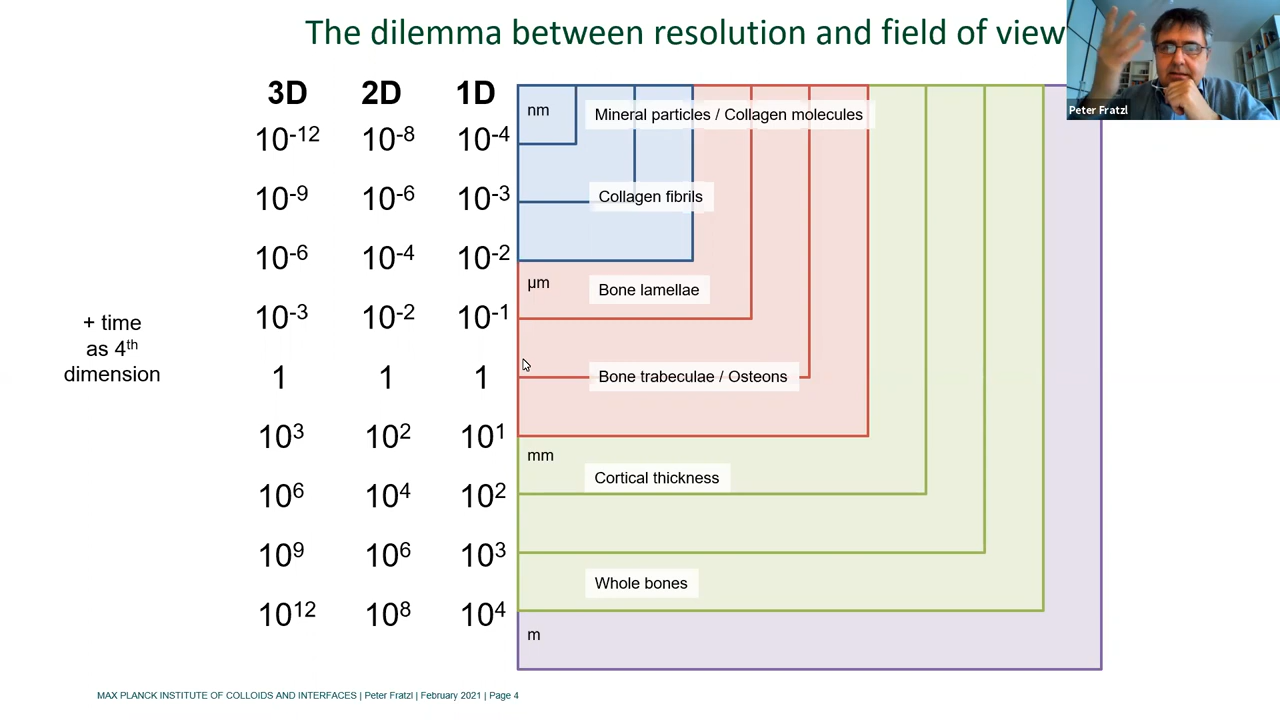 The dilemma between resolution and field of view
Peter Fratzl
3D 2D 1D
10-12 10-8 10-4
10-9 10-6 10-3
10-6 10-4 10-2
10-3 10-2 10-1
1 1 1
10³ 10² 10¹
10⁶ 10⁴ 10²
10⁹ 10⁶ 10³
10¹² 10⁸ 10⁴
+ time
as 4th
dimension
nm
Mineral particles / Collagen molecules
Collagen fibrils
µm
Bone lamellae
Bone trabeculae / Osteons
mm
Cortical thickness
Whole bones
m
MAX PLANCK INSTITUTE OF COLLOIDS AND INTERFACES | Peter Fratzl | February 2021 | Page 4